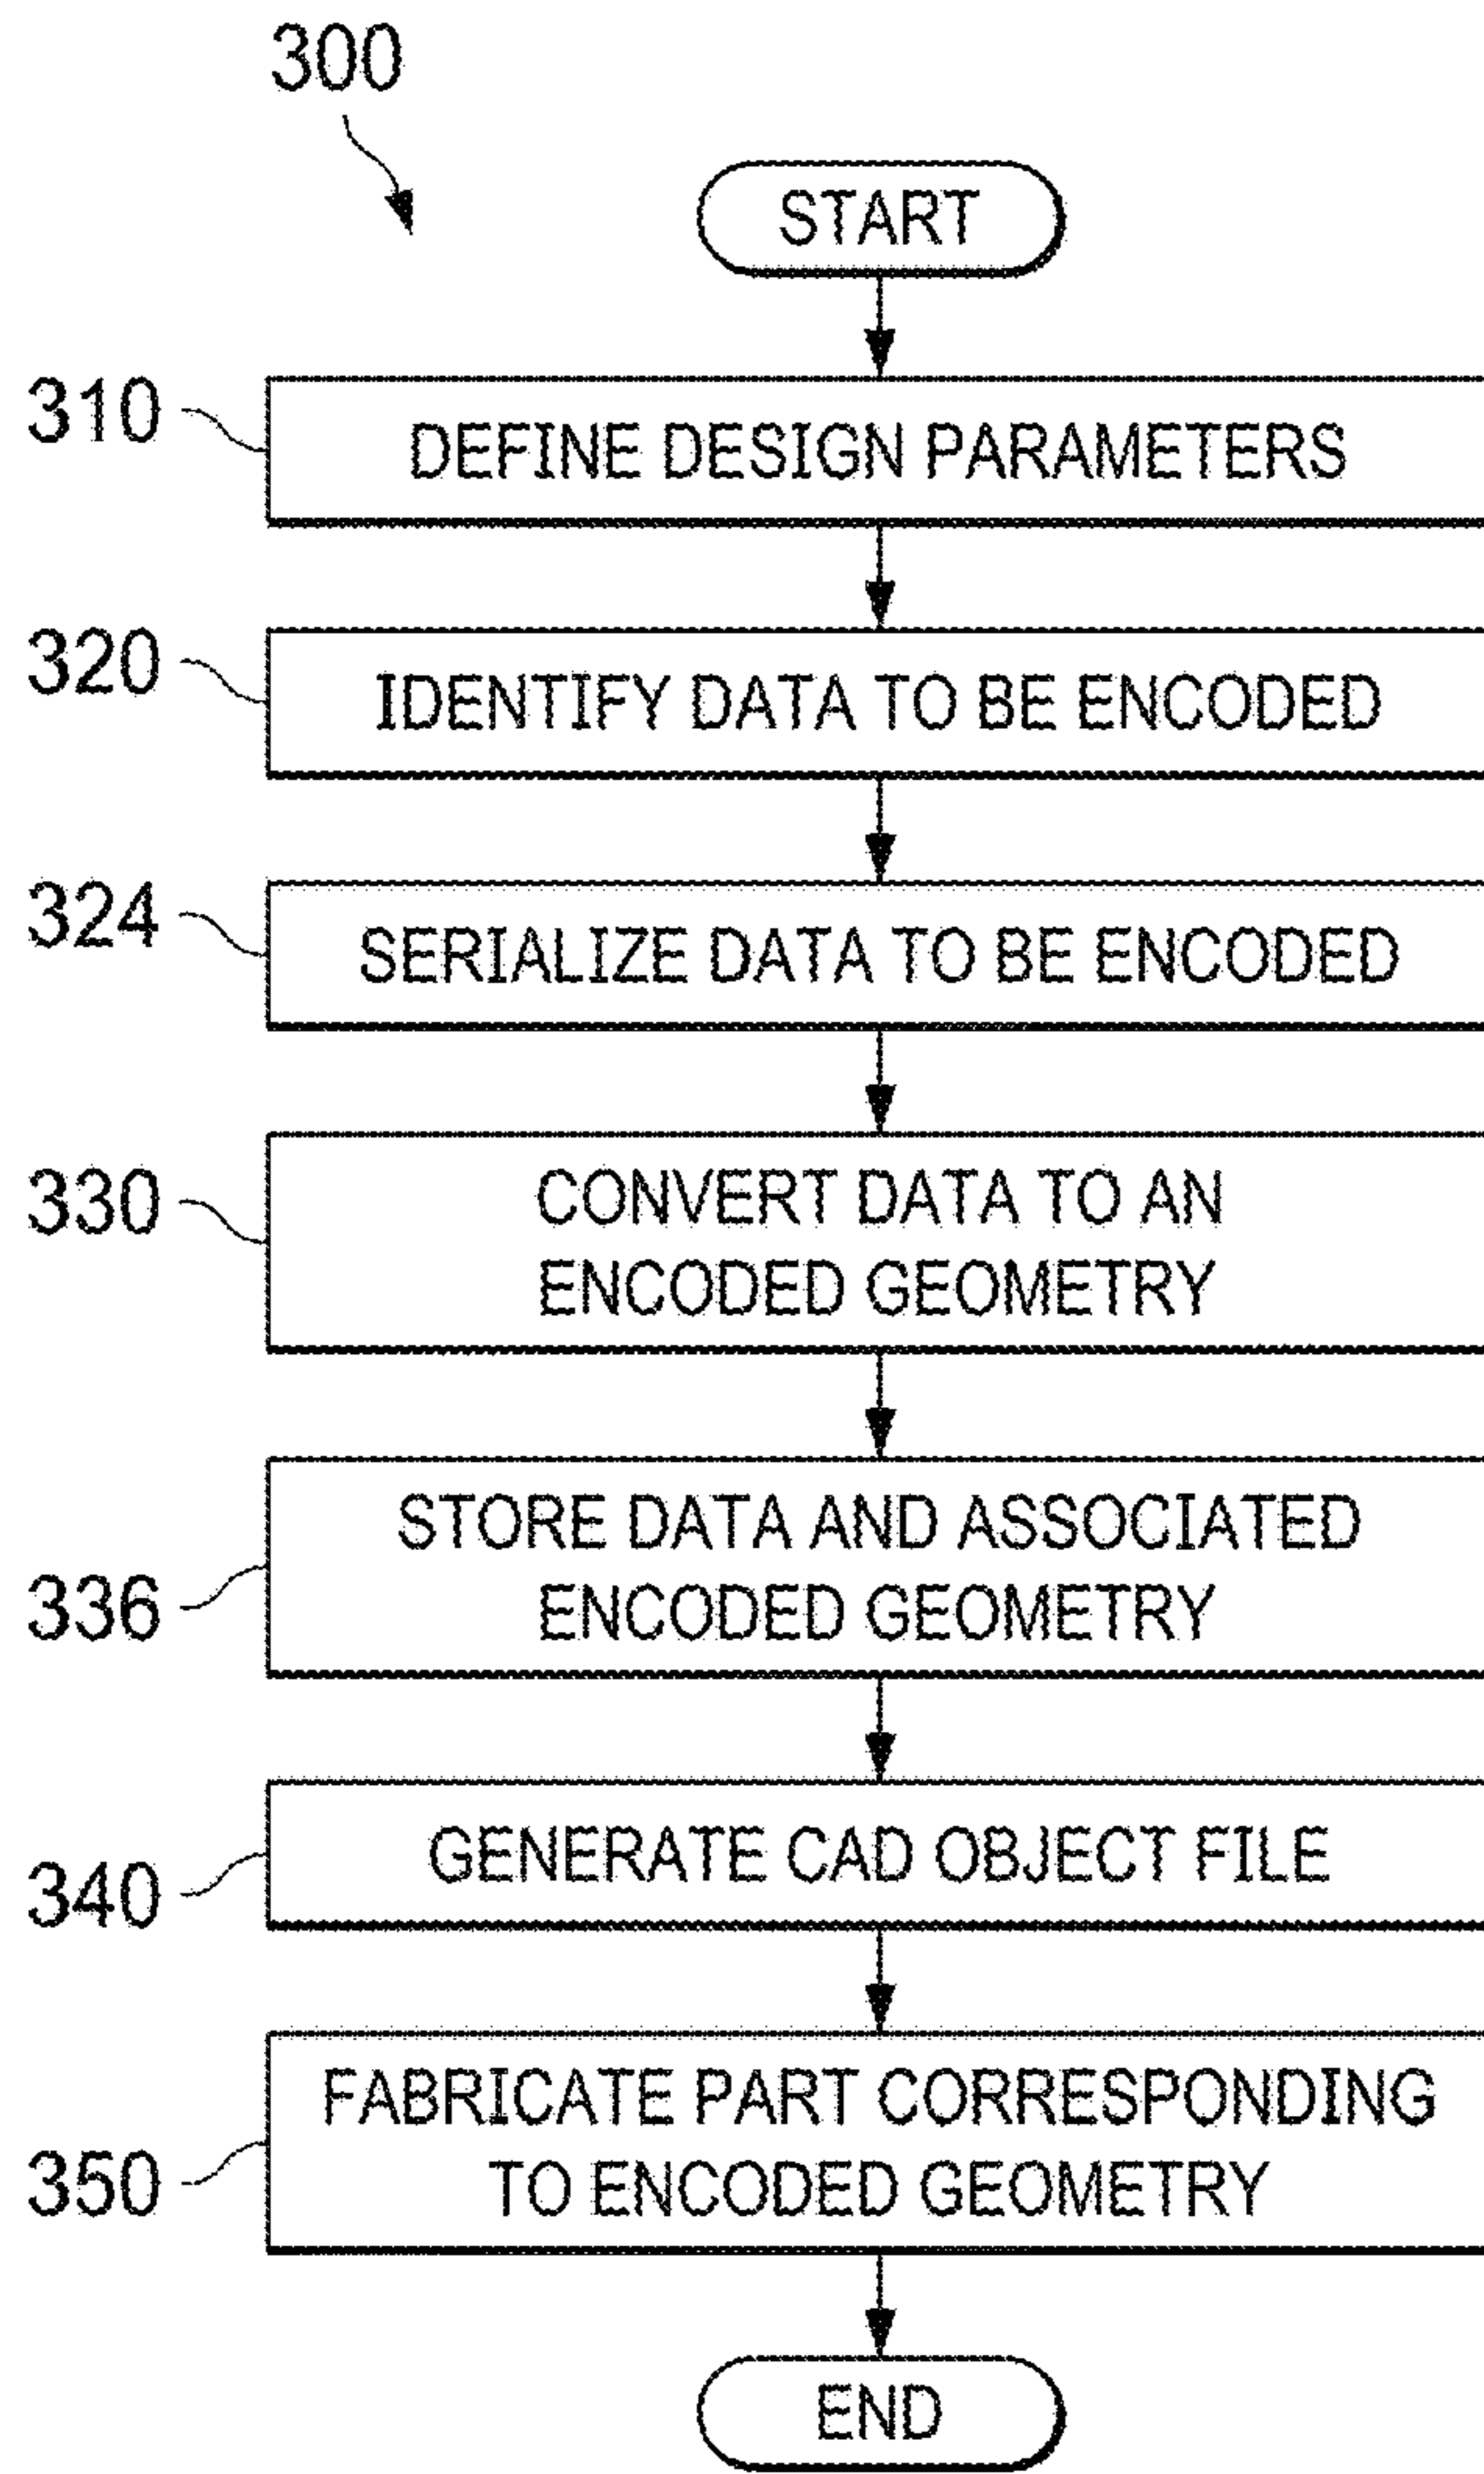 300
START
310
DEFINE DESIGN PARAMETERS
320
IDENTIFY DATA TO BE ENCODED
324
SERIALIZE DATA TO BE ENCODED
330
CONVERT DATA TO AN
ENCODED GEOMETRY
336
STORE DATA AND ASSOCIATED
ENCODED GEOMETRY
340
GENERATE CAD OBJECT FILE
350
FABRICATE PART CORRESPONDING
TO ENCODED GEOMETRY
END